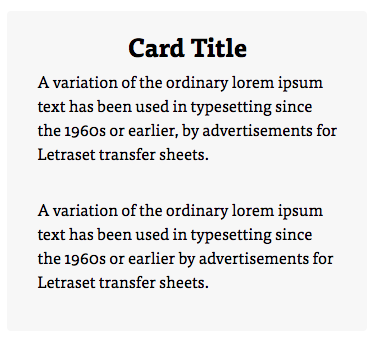 Card Title
A variation of the ordinary lorem ipsum
text has been used in typesetting since
the 1960s or earlier, by advertisements for
Letraset transfer sheets.
A variation of the ordinary lorem ipsum
text has been used in typesetting since
the 1960s or earlier by advertisements for
Letraset transfer sheets.